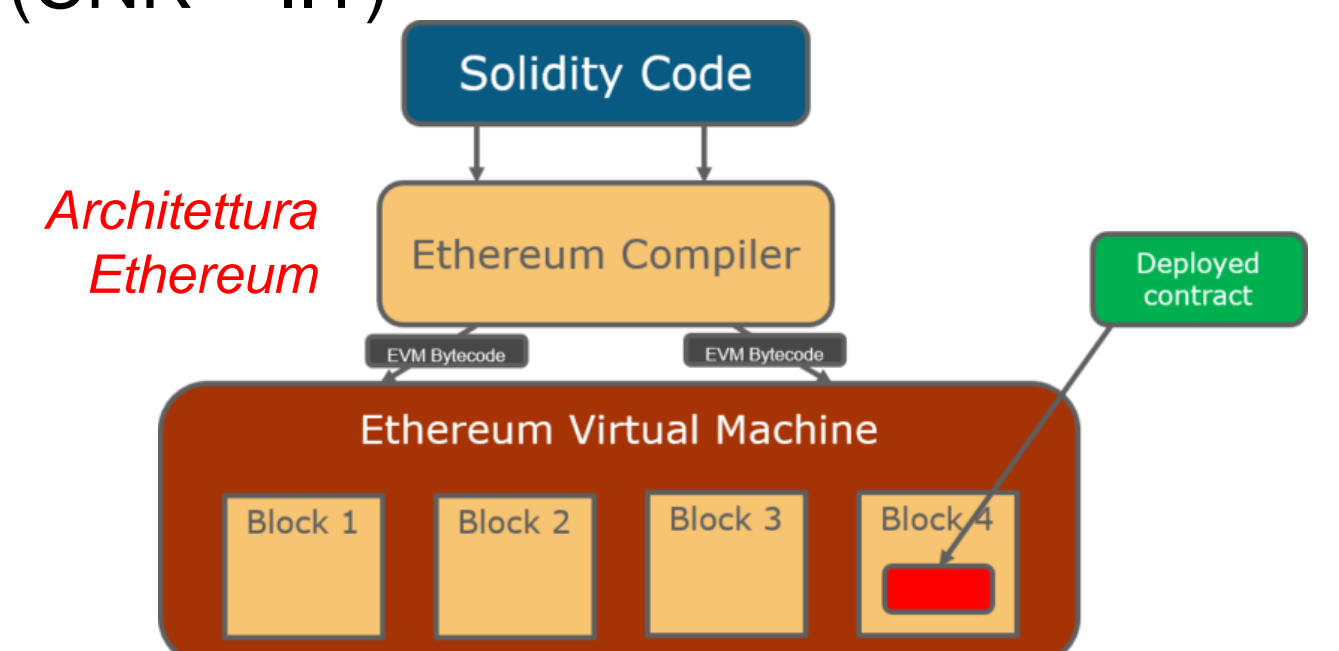 Solidity Code
Architettura
Ethereum
Ethereum Compiler
Deployed
contract
EVM Bytecode
EVM Bytecode
Ethereum Virtual Machine
Block 1
Block 2
Block 3
Block 4